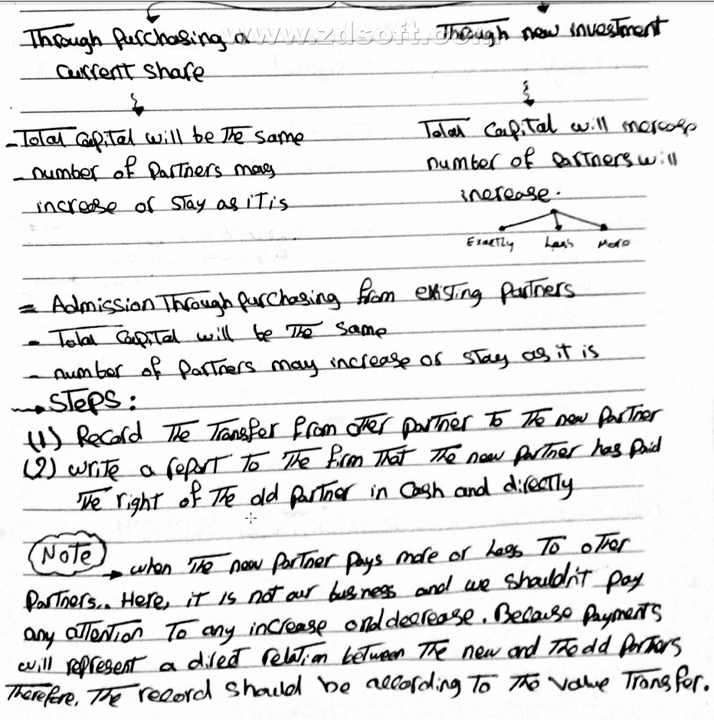 Through purchasing a
current share
www.zdsoft.com
Through new investment
- Total capital will be the same
- number of partners may
increase or stay as it is
Total capital will increase
number of partners will
increase.
Exactly Less More
= Admission Through purchasing from existing partners
- Total capital will be the same
- number of partners may increase or stay as it is
→ Steps:
(1) Record the transfer from other partner to the new partner
(2) write a report to the firm that the new partner has paid
the right of the old partner in cash and directly
Note → when the new partner pays more or less to other
partners.. Here, it is not our business and we shouldn't pay
any attention to any increase and decrease. Because payments
will represent a direct relation between the new and the old partners
Therefore, the record should be according to the value transfer.